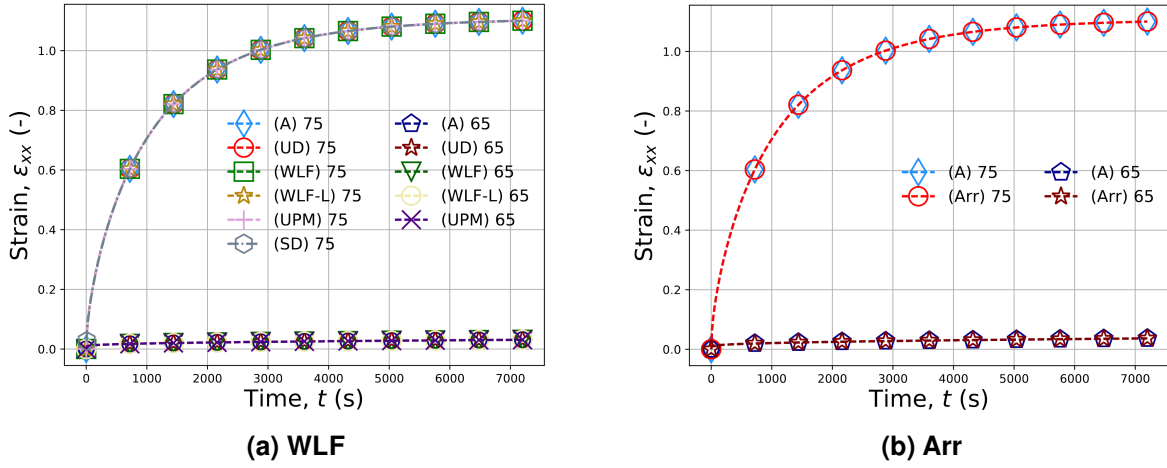 Strain, εxx (-)
1.0
0.8
0.6
0.4
0.2
0.0
(A) 75
(UD) 75
(WLF) 75
(WLF-L) 75
(UPM) 75
(SD) 75
(A) 65
(UD) 65
(WLF) 65
(WLF-L) 65
(UPM) 65
0 1000 2000 3000 4000 5000 6000 7000
Time, t (s)
(a) WLF
Strain, εxx (-)
1.0
0.8
0.6
0.4
0.2
0.0
(A) 75
(Arr) 75
(A) 65
(Arr) 65
0 1000 2000 3000 4000 5000 6000 7000
Time, t (s)
(b) Arr